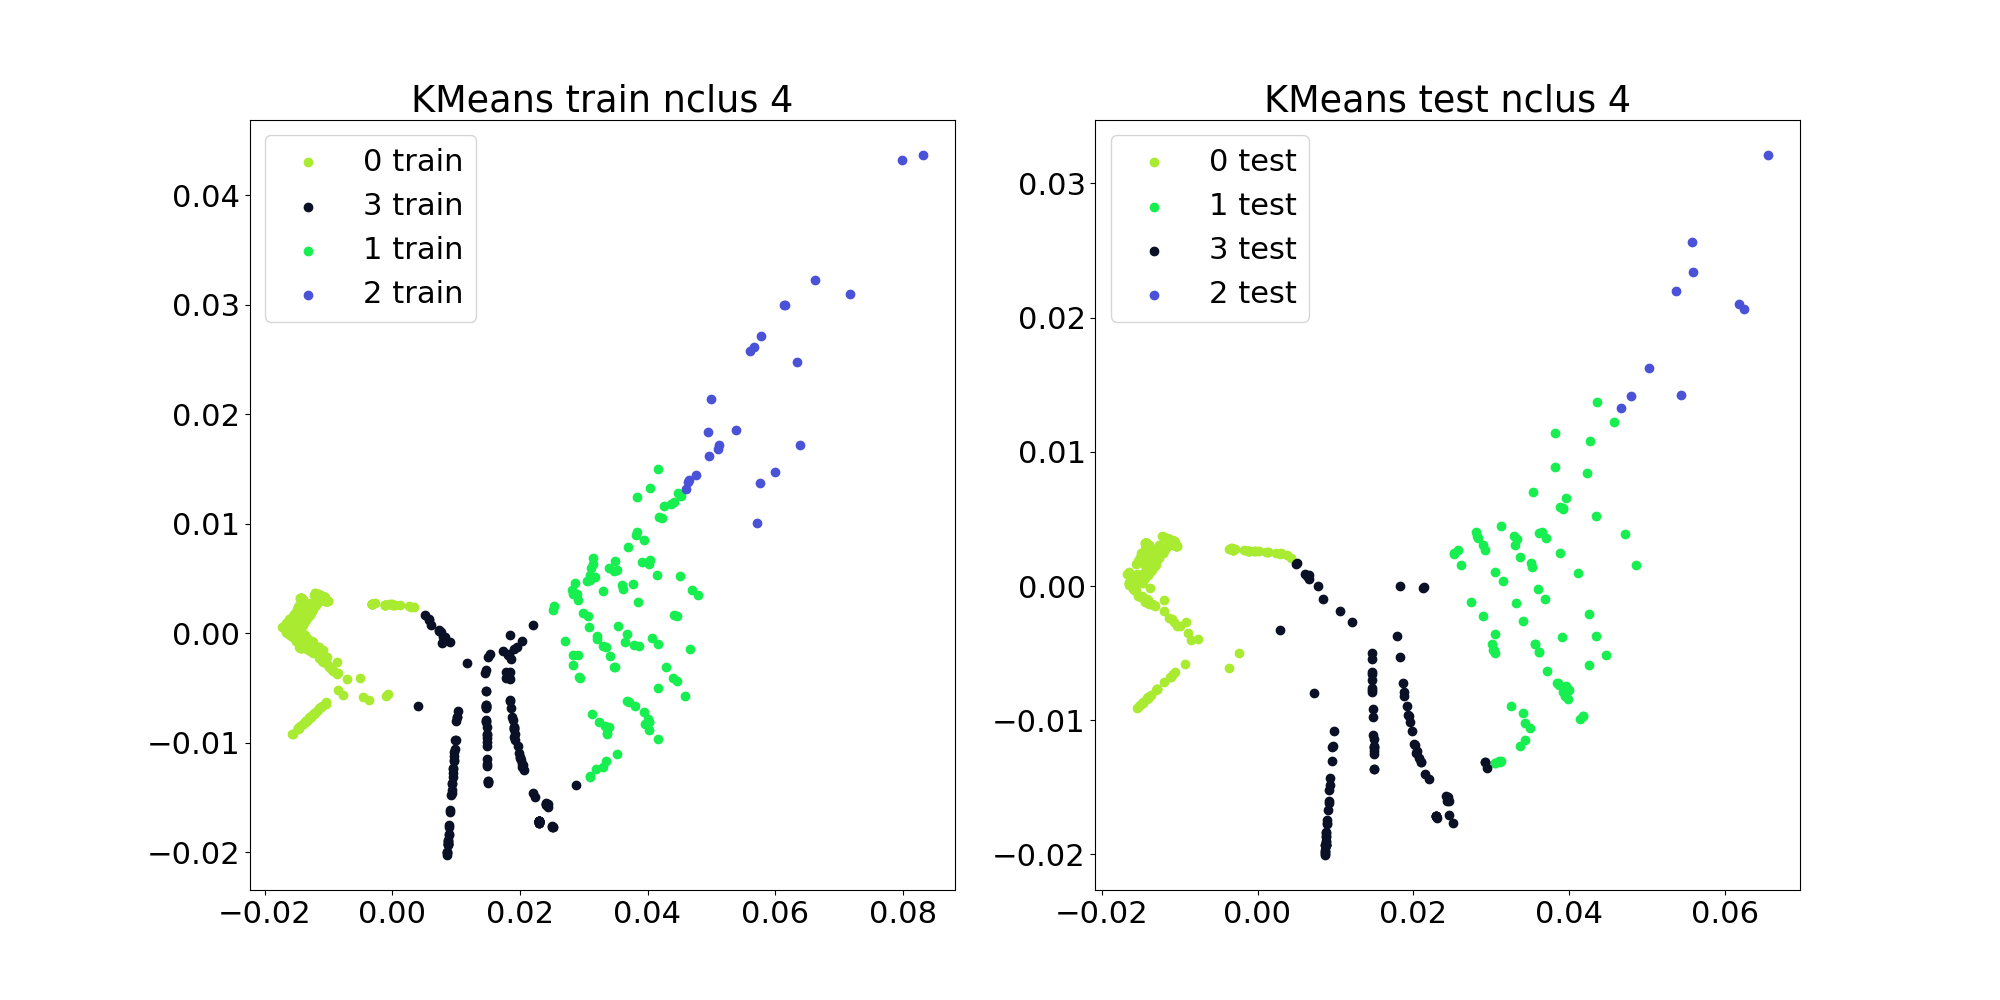 KMeans train nclus 4
0 train
3 train
1 train
2 train
0.04
0.03
0.02
0.01
0.00
−0.01
−0.02
−0.02 0.00 0.02 0.04 0.06 0.08
KMeans test nclus 4
0 test
1 test
3 test
2 test
0.03
0.02
0.01
0.00
−0.01
−0.02
−0.02 0.00 0.02 0.04 0.06